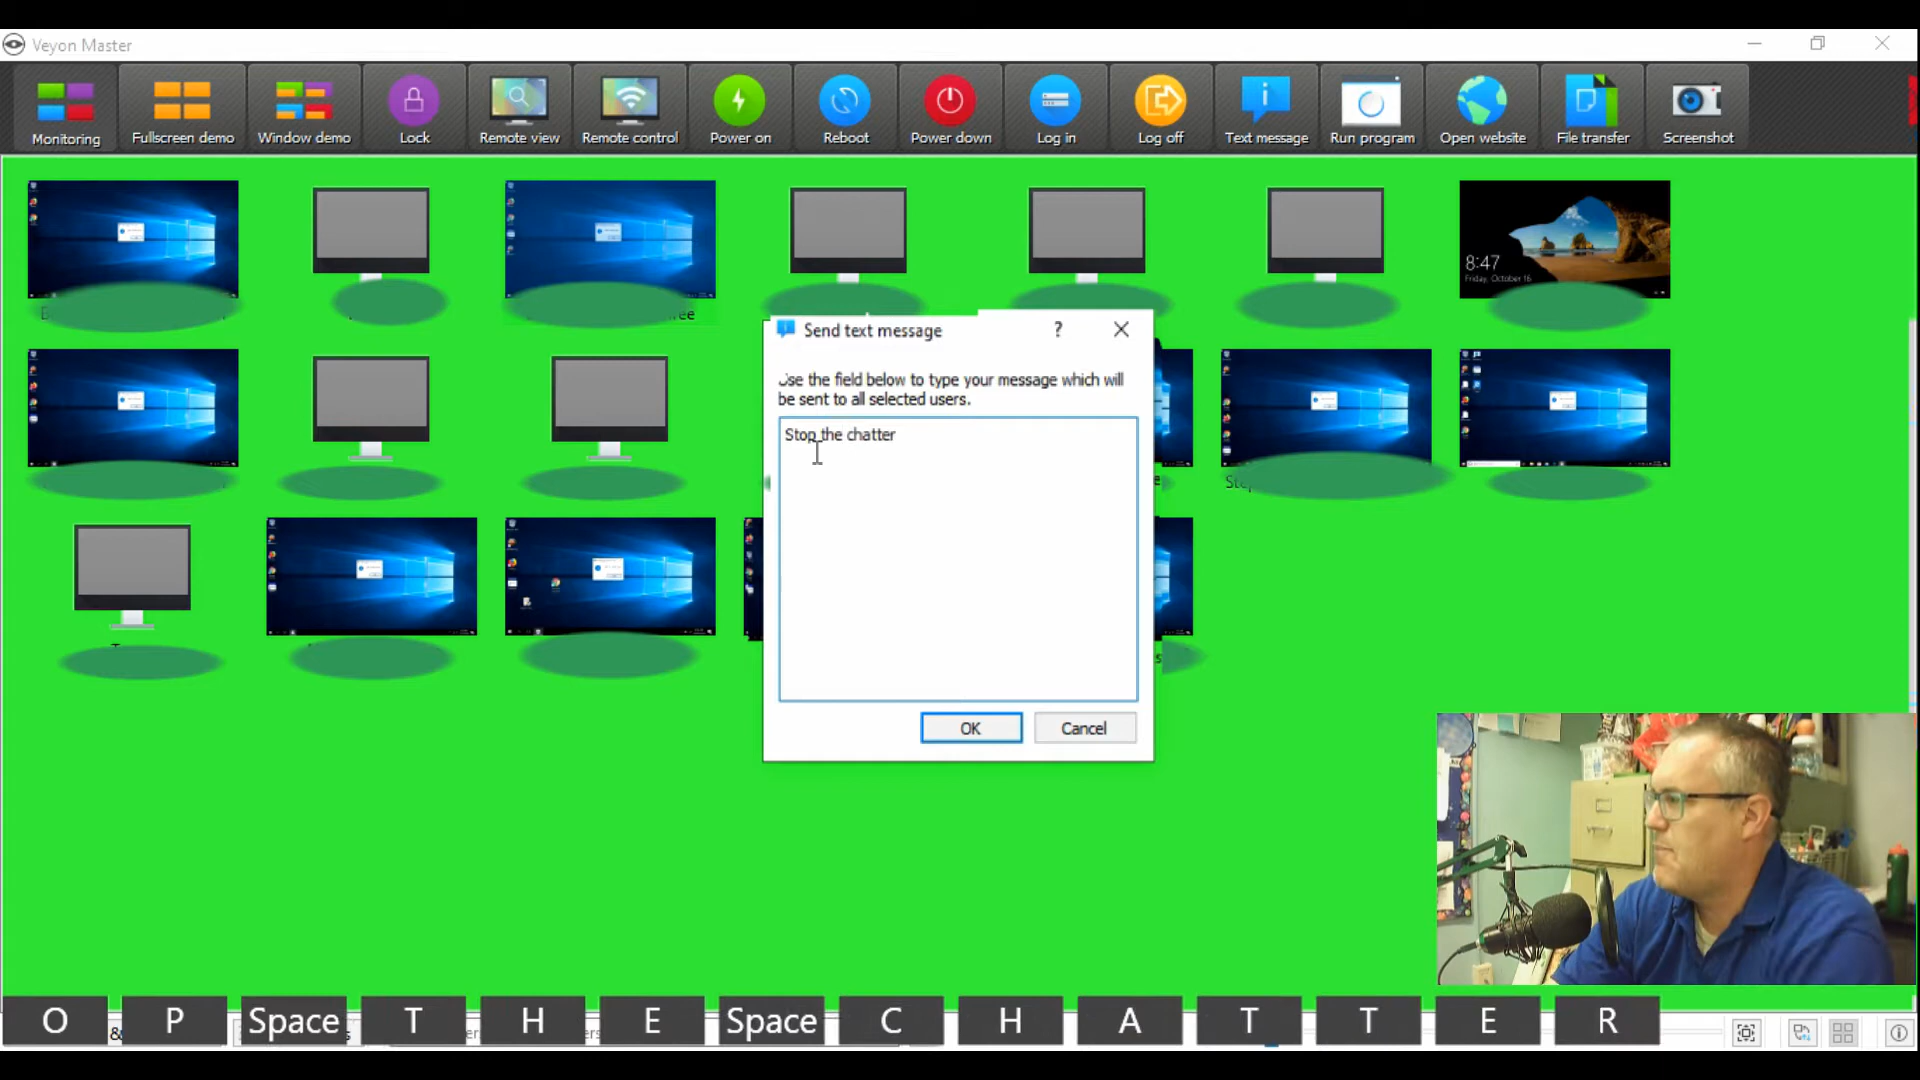 Veyon Master
Monitoring
Fullscreen demo
Window demo
Lock
Remote view
Remote control
Power on
Reboot
Power down
Log in
Log off
Text message
Run program
Open website
File transfer
Screenshot
8:47
Friday, October 16
Send text message
Use the field below to type your message which will
be sent to all selected users.
Stop the chatter
OK
Cancel
O P Space T H E Space C H A T T E R